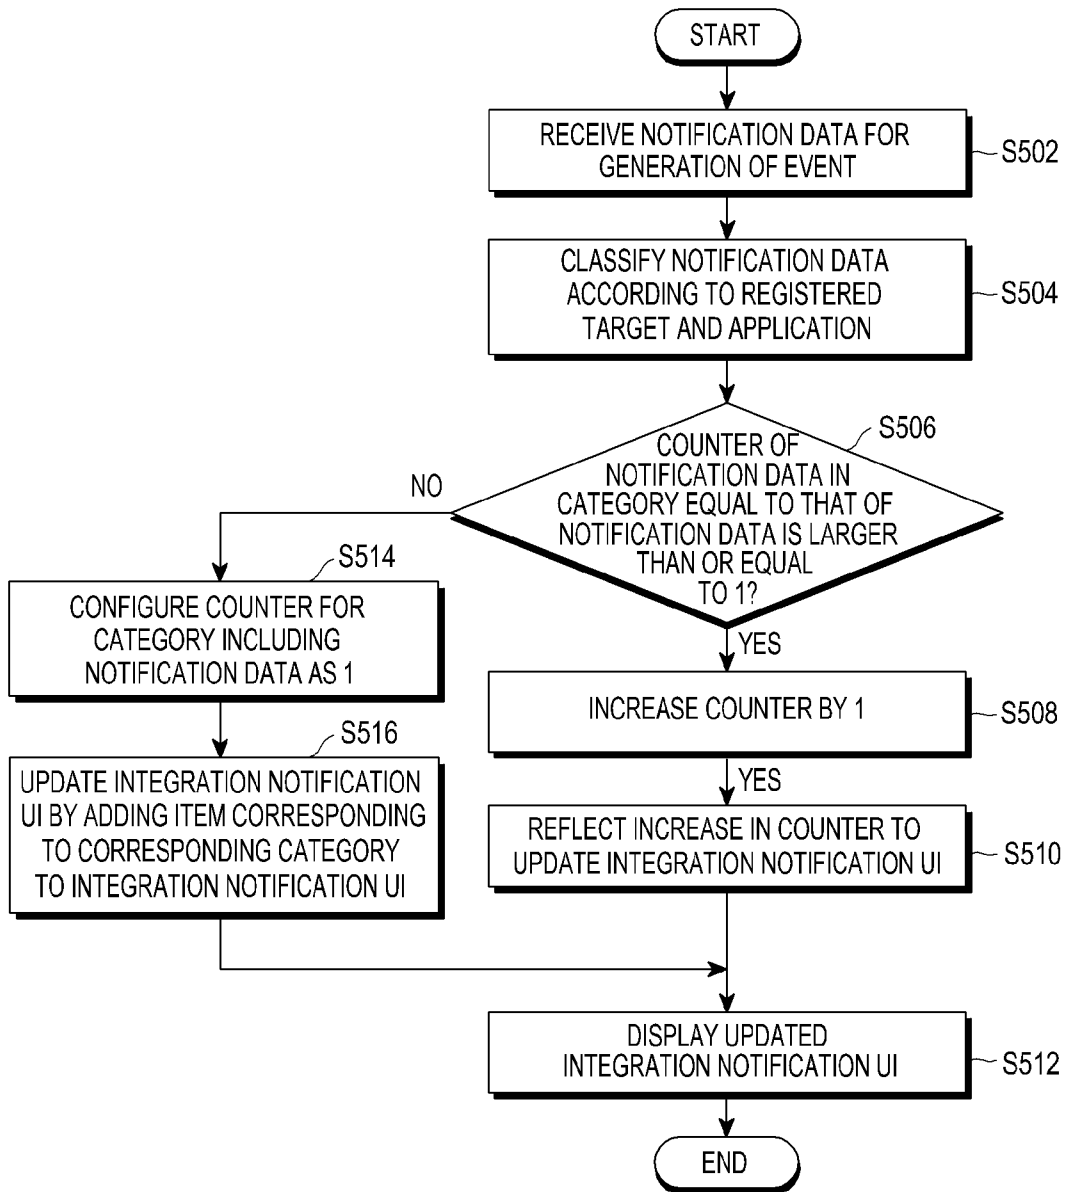 START
RECEIVE NOTIFICATION DATA FOR
GENERATION OF EVENT
S502
CLASSIFY NOTIFICATION DATA
ACCORDING TO REGISTERED
TARGET AND APPLICATION
S504
S506
COUNTER OF
NOTIFICATION DATA IN
CATEGORY EQUAL TO THAT OF
NOTIFICATION DATA IS LARGER
THAN OR EQUAL
TO 1?
NO
S514
CONFIGURE COUNTER FOR
CATEGORY INCLUDING
NOTIFICATION DATA AS 1
S516
UPDATE INTEGRATION NOTIFICATION
UI BY ADDING ITEM CORRESPONDING
TO CORRESPONDING CATEGORY
TO INTEGRATION NOTIFICATION UI
YES
INCREASE COUNTER BY 1
S508
YES
REFLECT INCREASE IN COUNTER TO
UPDATE INTEGRATION NOTIFICATION UI
S510
DISPLAY UPDATED
INTEGRATION NOTIFICATION UI
S512
END